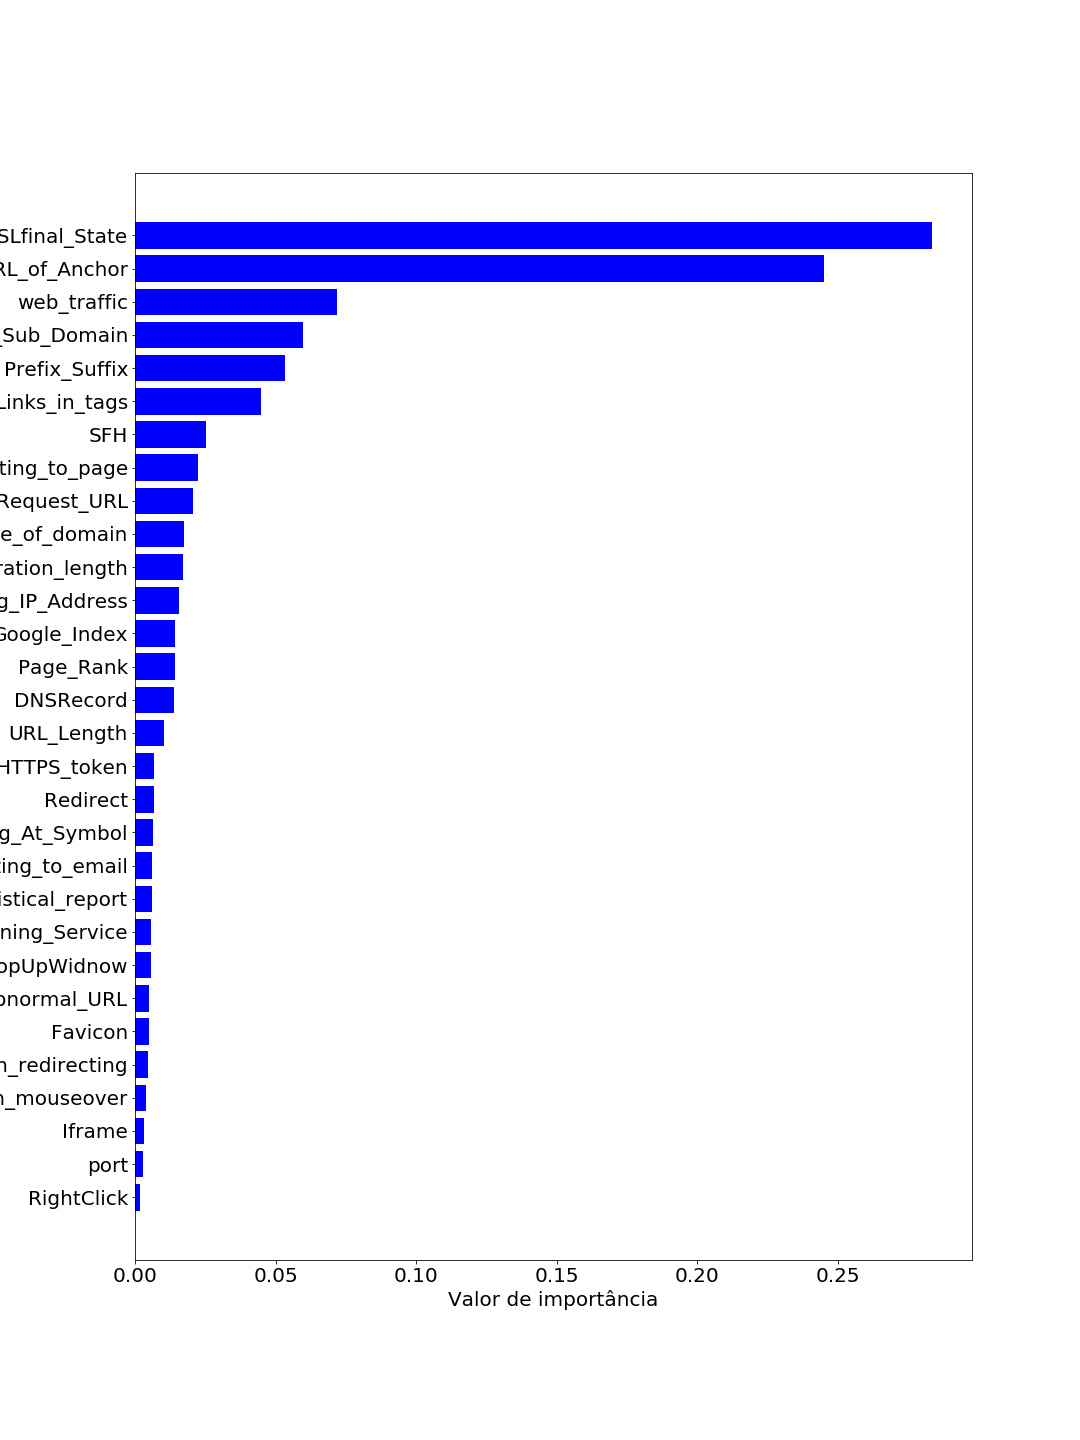 SLfinal_State
RL_of_Anchor
web_traffic
_Sub_Domain
Prefix_Suffix
Links_in_tags
SFH
ting_to_page
Request_URL
e_of_domain
ration_length
g_IP_Address
Google_Index
Page_Rank
DNSRecord
URL_Length
HTTPS_token
Redirect
g_At_Symbol
ting_to_email
istical_report
ning_Service
opUpWidnow
bnormal_URL
Favicon
n_redirecting
n_mouseover
Iframe
port
RightClick
0.00 0.05 0.10 0.15 0.20 0.25
Valor de importância